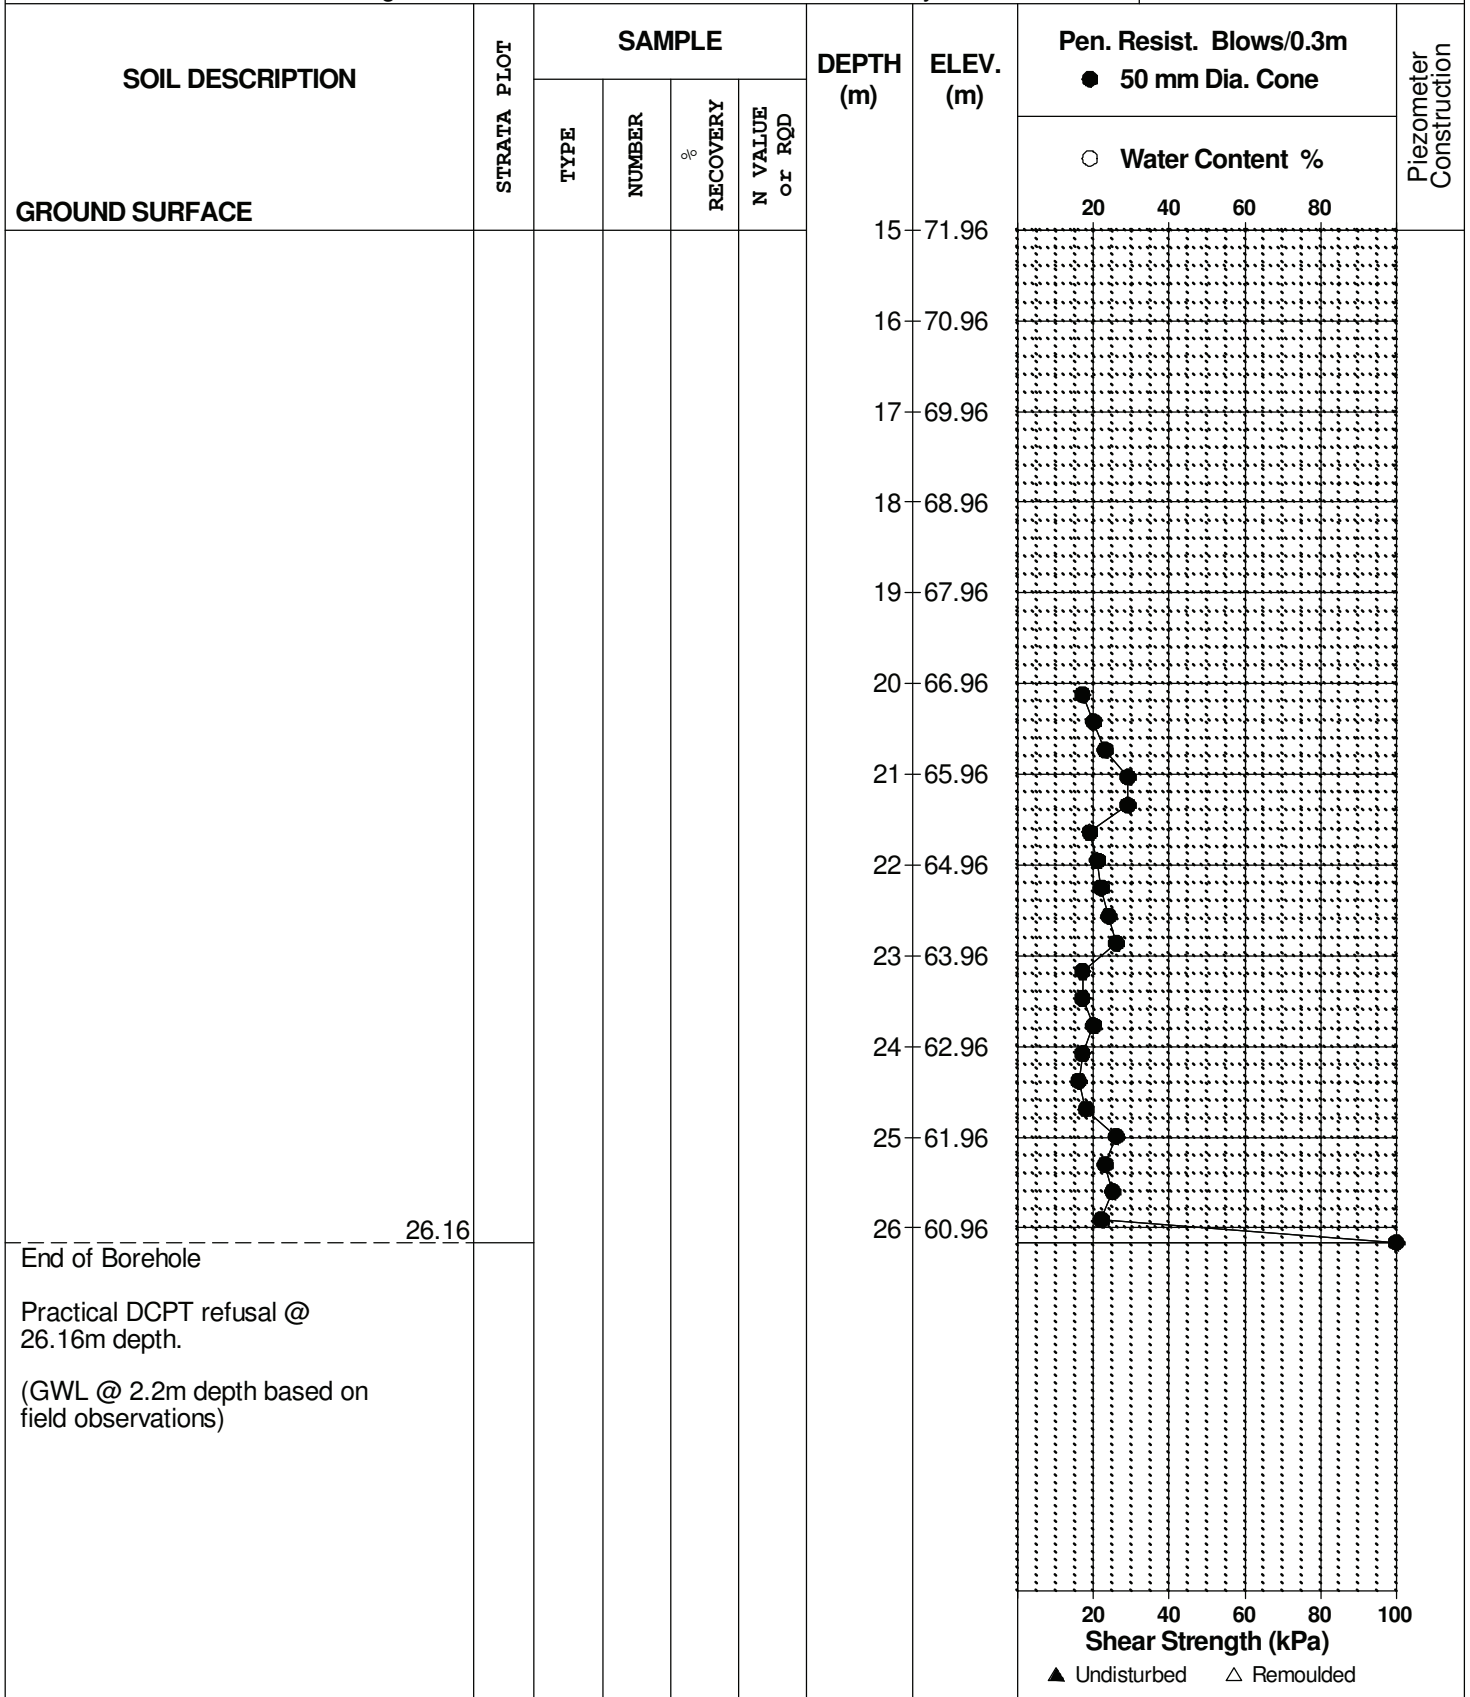 SOIL DESCRIPTION
GROUND SURFACE
STRATA PLOT
SAMPLE
TYPE
NUMBER
%
RECOVERY
N VALUE
or RQD
DEPTH
(m)
ELEV.
(m)
Pen. Resist. Blows/0.3m
● 50 mm Dia. Cone
○ Water Content %
20 40 60 80
Piezometer
Construction
15 71.96
16 70.96
17 69.96
18 68.96
19 67.96
20 66.96
21 65.96
22 64.96
23 63.96
24 62.96
25 61.96
26 60.96
26.16
End of Borehole
Practical DCPT refusal @
26.16m depth.
(GWL @ 2.2m depth based on
field observations)
20 40 60 80 100
Shear Strength (kPa)
▲ Undisturbed △ Remoulded